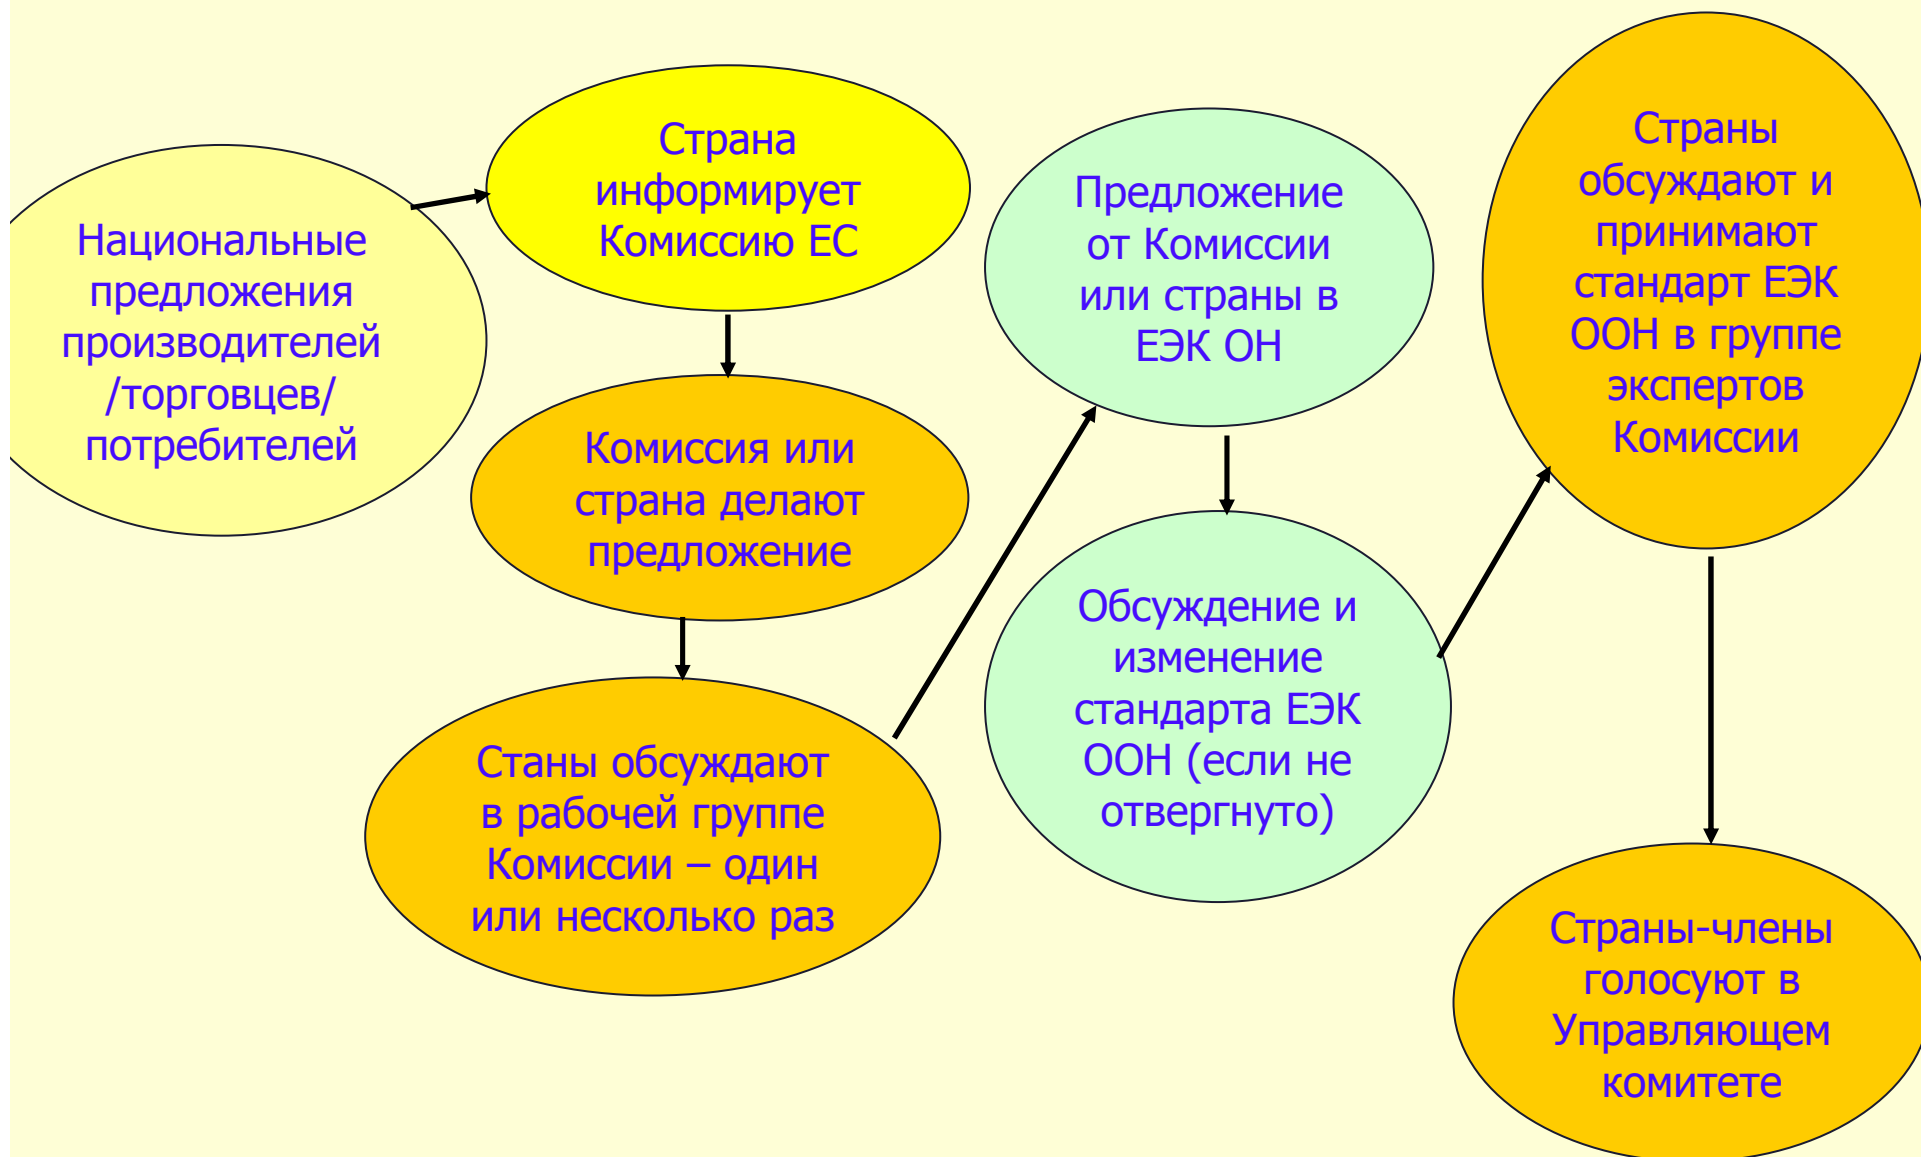 Национальные
предложения
производителей
/торговцев/
потребителей
Страна
информирует
Комиссию ЕС
Комиссия или
страна делают
предложение
Станы обсуждают
в рабочей группе
Комиссии – один
или несколько раз
Предложение
от Комиссии
или страны в
ЕЭК ОН
Обсуждение и
изменение
стандарта ЕЭК
ООН (если не
отвергнуто)
Страны
обсуждают и
принимают
стандарт ЕЭК
ООН в группе
экспертов
Комиссии
Страны-члены
голосуют в
Управляющем
комитете